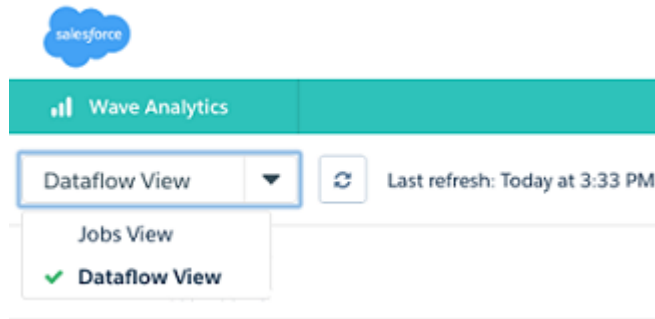 salesforce
Wave Analytics
Dataflow View
Last refresh: Today at 3:33 PM
Jobs View
Dataflow View